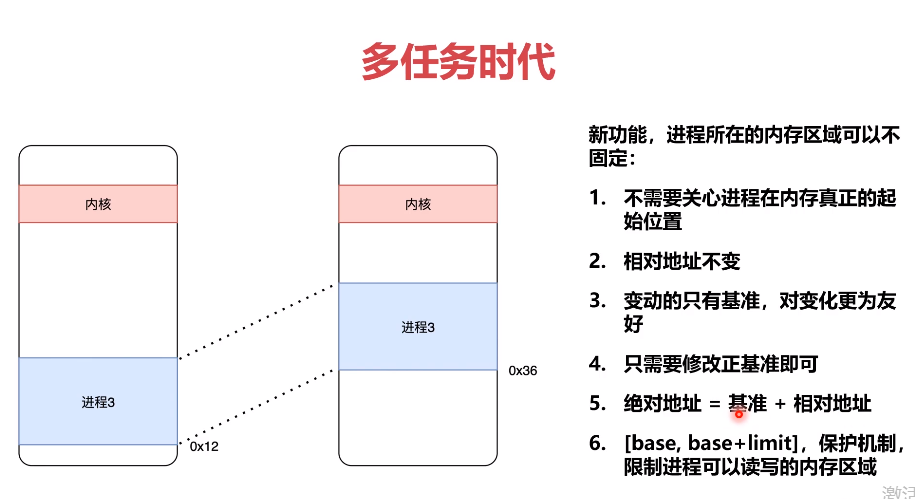 多任务时代
新功能，进程所在的内存区域可以不
固定：
1. 不需要关心进程在内存真正的起
始位置
2. 相对地址不变
3. 变动的只有基准，对变化更为友
好
4. 只需要修改正基准即可
5. 绝对地址 = 基准 + 相对地址
6. [base, base+limit]，保护机制，
限制进程可以读写的内存区域
内核
进程3
0x12
内核
进程3
0x36
激活